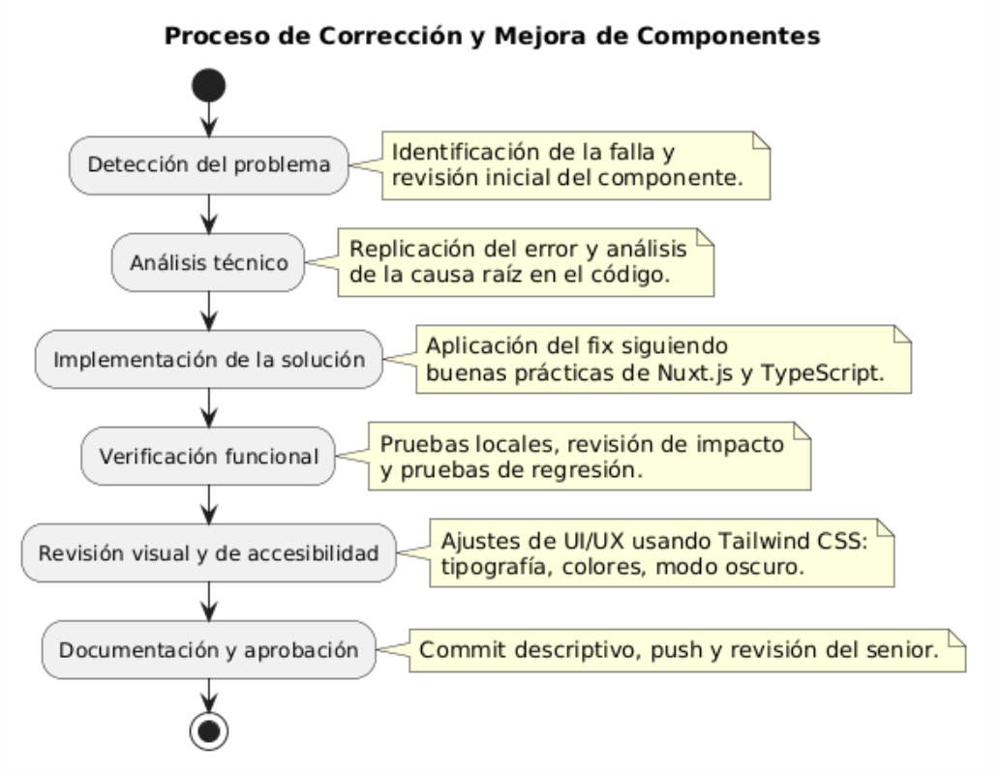 Proceso de Corrección y Mejora de Componentes
Detección del problema
Identificación de la falla y
revisión inicial del componente.
Análisis técnico
Replicación del error y análisis
de la causa raíz en el código.
Implementación de la solución
Aplicación del fix siguiendo
buenas prácticas de Nuxt.js y TypeScript.
Verificación funcional
Pruebas locales, revisión de impacto
y pruebas de regresión.
Revisión visual y de accesibilidad
Ajustes de UI/UX usando Tailwind CSS:
tipografía, colores, modo oscuro.
Documentación y aprobación
Commit descriptivo, push y revisión del senior.